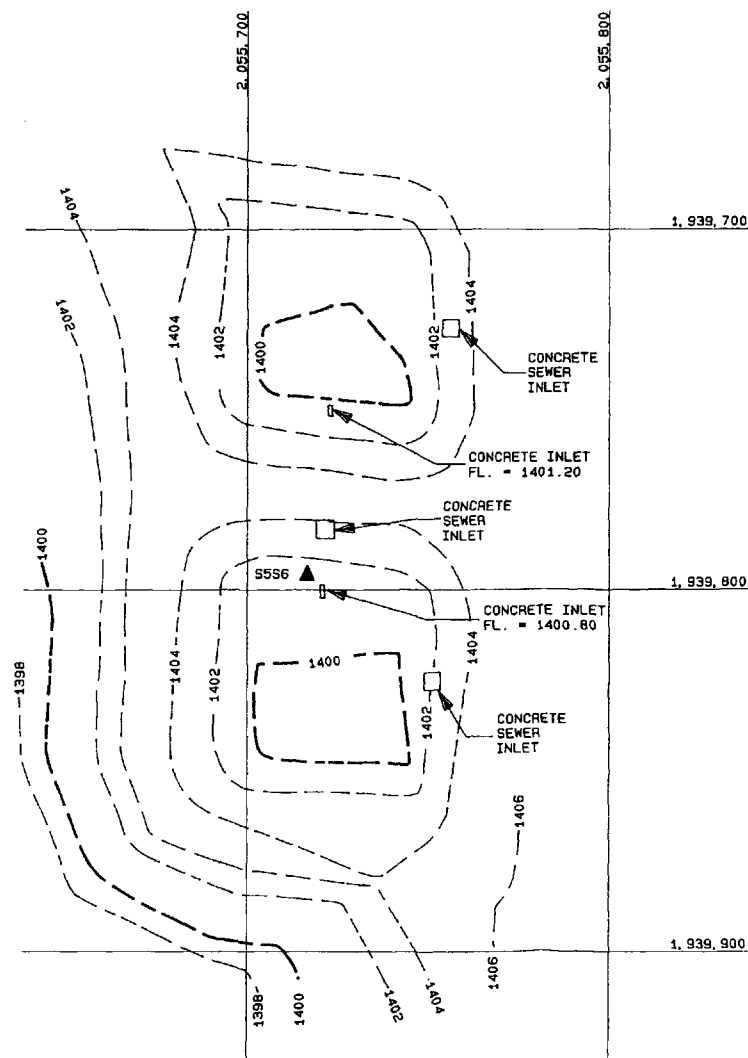 2,055,700
2,055,800
1404
1,939,700
1402
1404
1402
1400
1402
1404
CONCRETE
SEWER
INLET
CONCRETE INLET
FL. = 1401.20
CONCRETE
SEWER
INLET
1400
S5S6
1,939,800
CONCRETE INLET
FL. = 1400.80
1404
1400
1404
1402
1398
1402
CONCRETE
SEWER
INLET
1406
1,939,900
1406
1398
1400
1402
1404